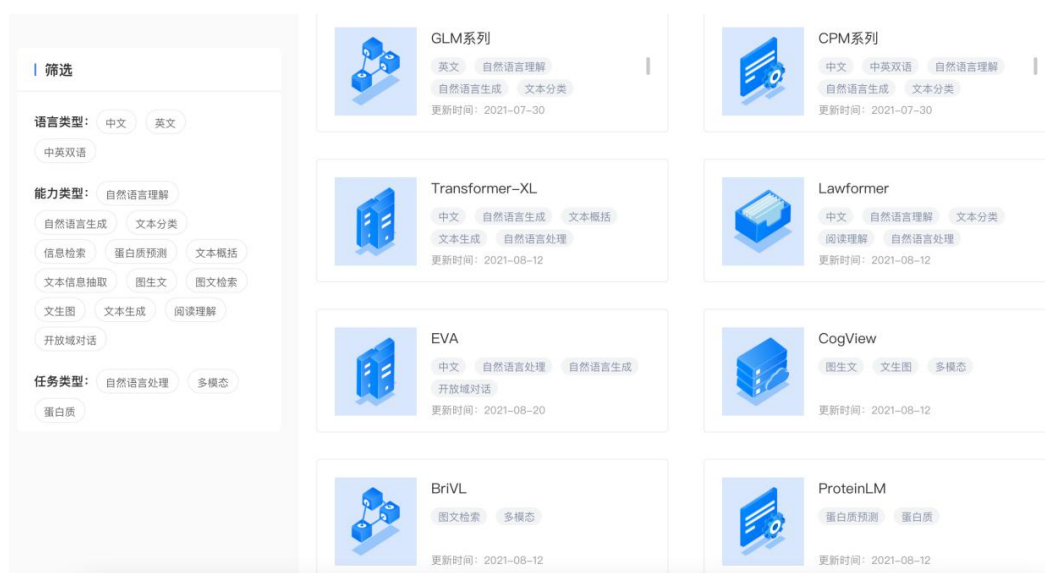 筛选
语言类型： 中文 英文
中英双语
能力类型： 自然语言理解
自然语言生成 文本分类
信息检索 蛋白质预测 文本概括
文本信息抽取 图生文 图文检索
文生图 文本生成 阅读理解
开放域对话
任务类型： 自然语言处理 多模态
蛋白质
GLM系列
英文 自然语言理解
自然语言生成 文本分类
更新时间：2021-07-30
CPM系列
中文 中英双语 自然语言理解
自然语言生成 文本分类
更新时间：2021-07-30
Transformer-XL
中文 自然语言生成 文本概括
文本生成 自然语言处理
更新时间：2021-08-12
Lawformer
中文 自然语言理解 文本分类
阅读理解 自然语言处理
更新时间：2021-08-12
EVA
中文 自然语言处理 自然语言生成
开放域对话
更新时间：2021-08-20
CogView
图生文 文生图 多模态
更新时间：2021-08-12
BriVL
图文检索 多模态
更新时间：2021-08-12
ProteinLM
蛋白质预测 蛋白质
更新时间：2021-08-12